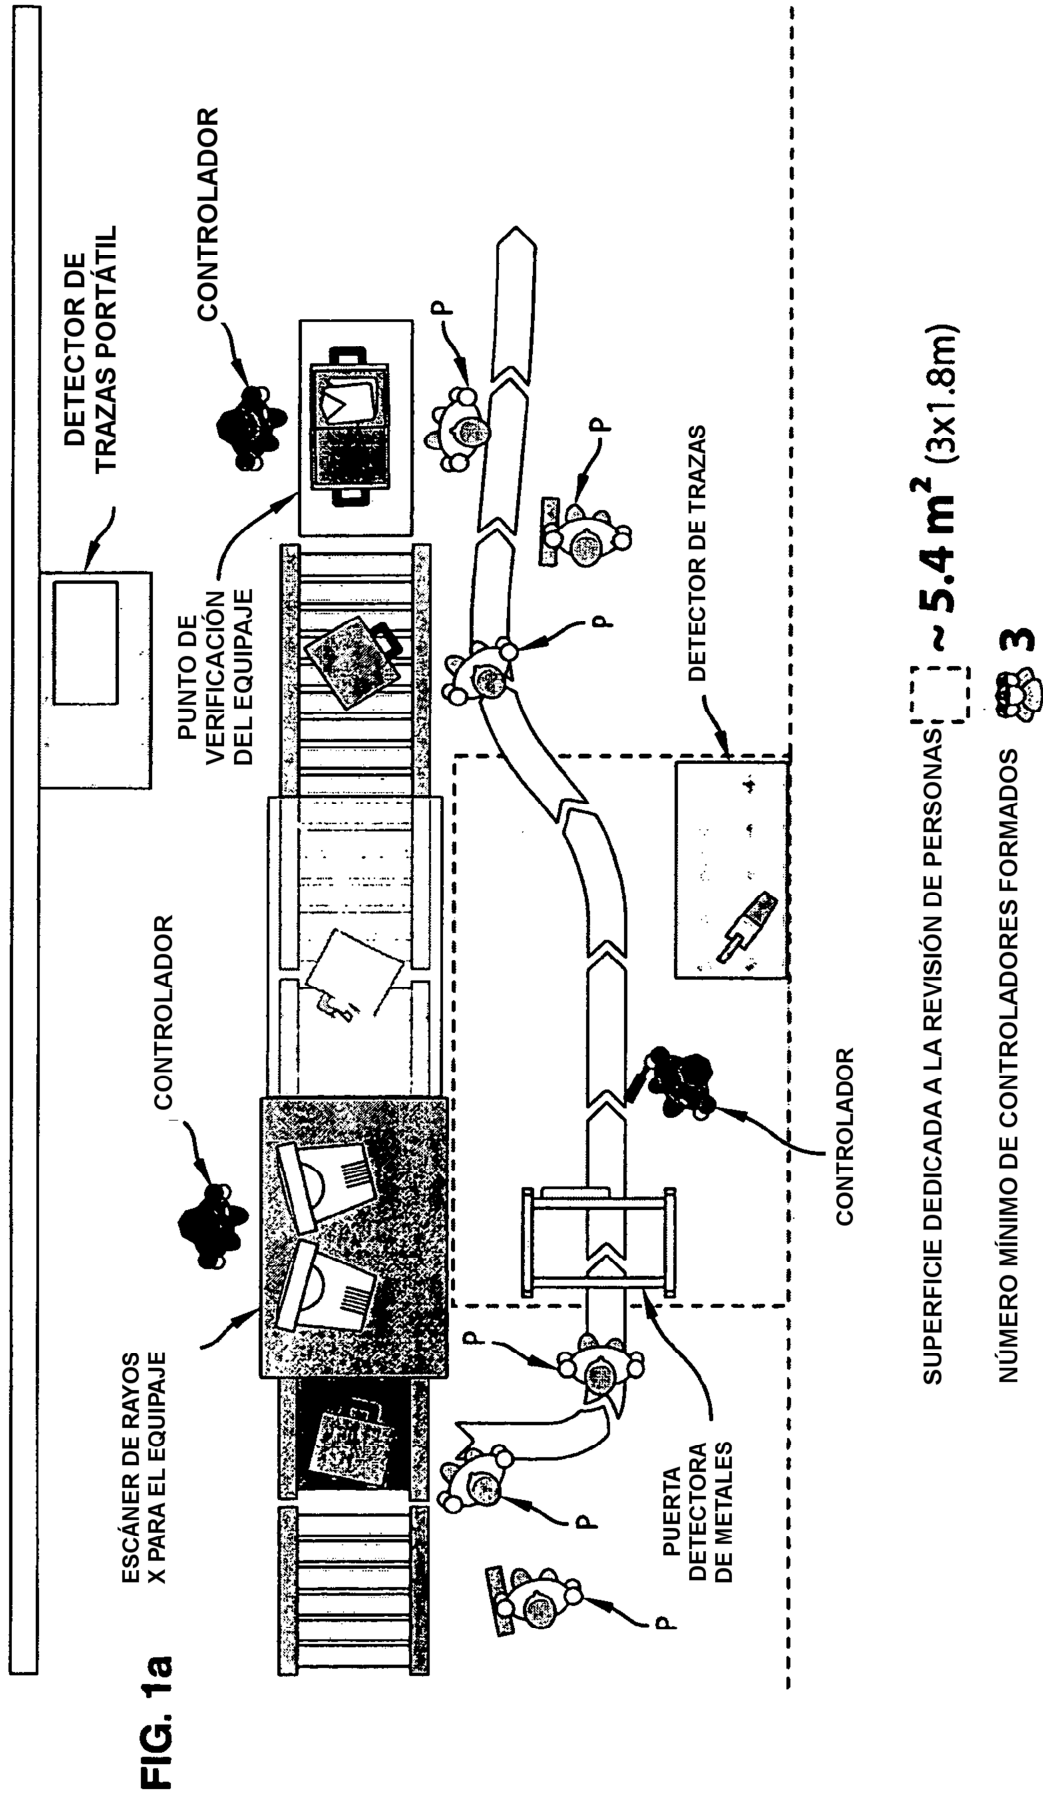 FIG. 1a
ESCÁNER DE RAYOS
X PARA EL EQUIPAJE
CONTROLADOR
PUNTO DE
VERIFICACIÓN
DEL EQUIPAJE
DETECTOR DE
TRAZAS PORTÁTIL
CONTROLADOR
P
P
P
P
P
P
PUERTA
DETECTORA
DE METALES
CONTROLADOR
DETECTOR DE TRAZAS
SUPERFICIE DEDICADA A LA REVISIÓN DE PERSONAS ~ 5.4 m² (3x1.8m)
NÚMERO MÍNIMO DE CONTROLADORES FORMADOS 3